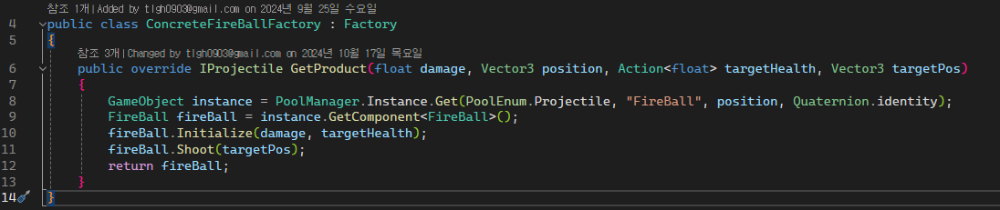 참조 1개|Added by tlgh0903@gmail.com on 2024년 9월 25일 수요일
4 public class ConcreteFireBallFactory : Factory
5 {
참조 3개|Changed by tlgh0903@gmail.com on 2024년 10월 17일 목요일
6 public override IProjectile GetProduct(float damage, Vector3 position, Action<float> targetHealth, Vector3 targetPos)
7 {
8 GameObject instance = PoolManager.Instance.Get(PoolEnum.Projectile, "FireBall", position, Quaternion.identity);
9 FireBall fireBall = instance.GetComponent<FireBall>();
10 fireBall.Initialize(damage, targetHealth);
11 fireBall.Shoot(targetPos);
12 return fireBall;
13 }
14 }